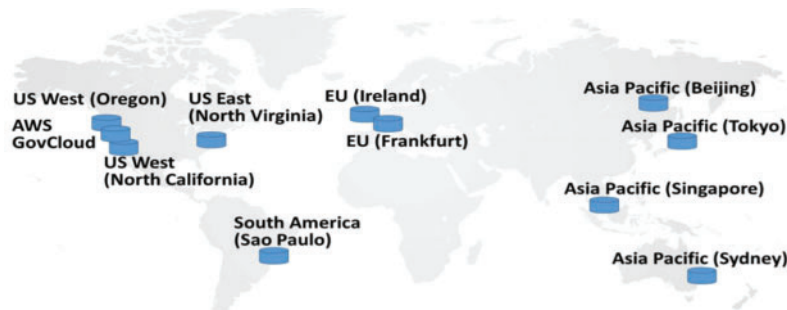 US West (Oregon)
AWS
GovCloud
US West
(North California)
US East
(North Virginia)
South America
(Sao Paulo)
EU (Ireland)
EU (Frankfurt)
Asia Pacific (Beijing)
Asia Pacific (Tokyo)
Asia Pacific (Singapore)
Asia Pacific (Sydney)